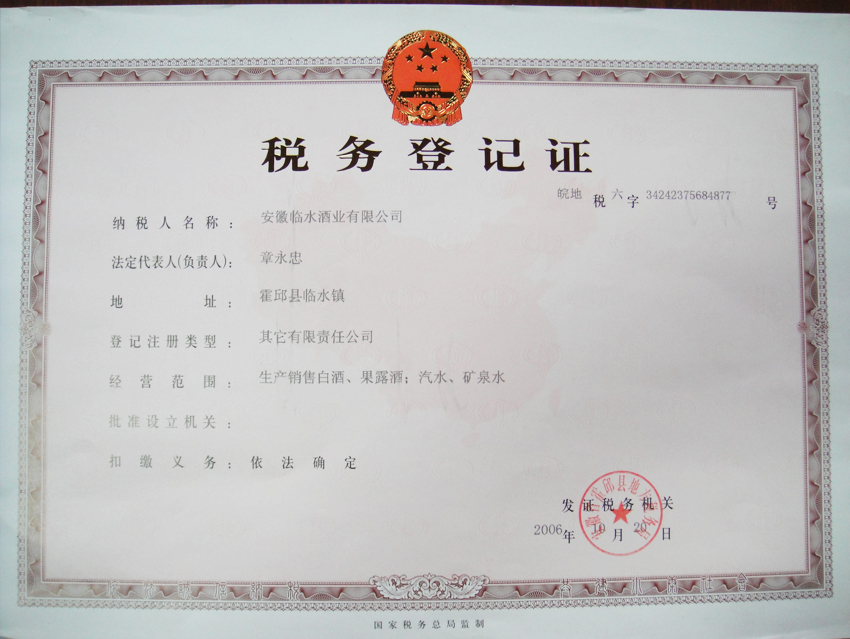 税务登记证
皖地 税 六 字 34242375684877 号
纳税人名称： 安徽临水酒业有限公司
法定代表人(负责人)： 章永忠
地 址： 霍邱县临水镇
登记注册类型： 其它有限责任公司
经营范围： 生产销售白酒、果露酒；汽水、矿泉水
批准设立机关：
扣缴义务： 依法确定
发证税务机关
2006年 10 月 20 日
国家税务总局监制